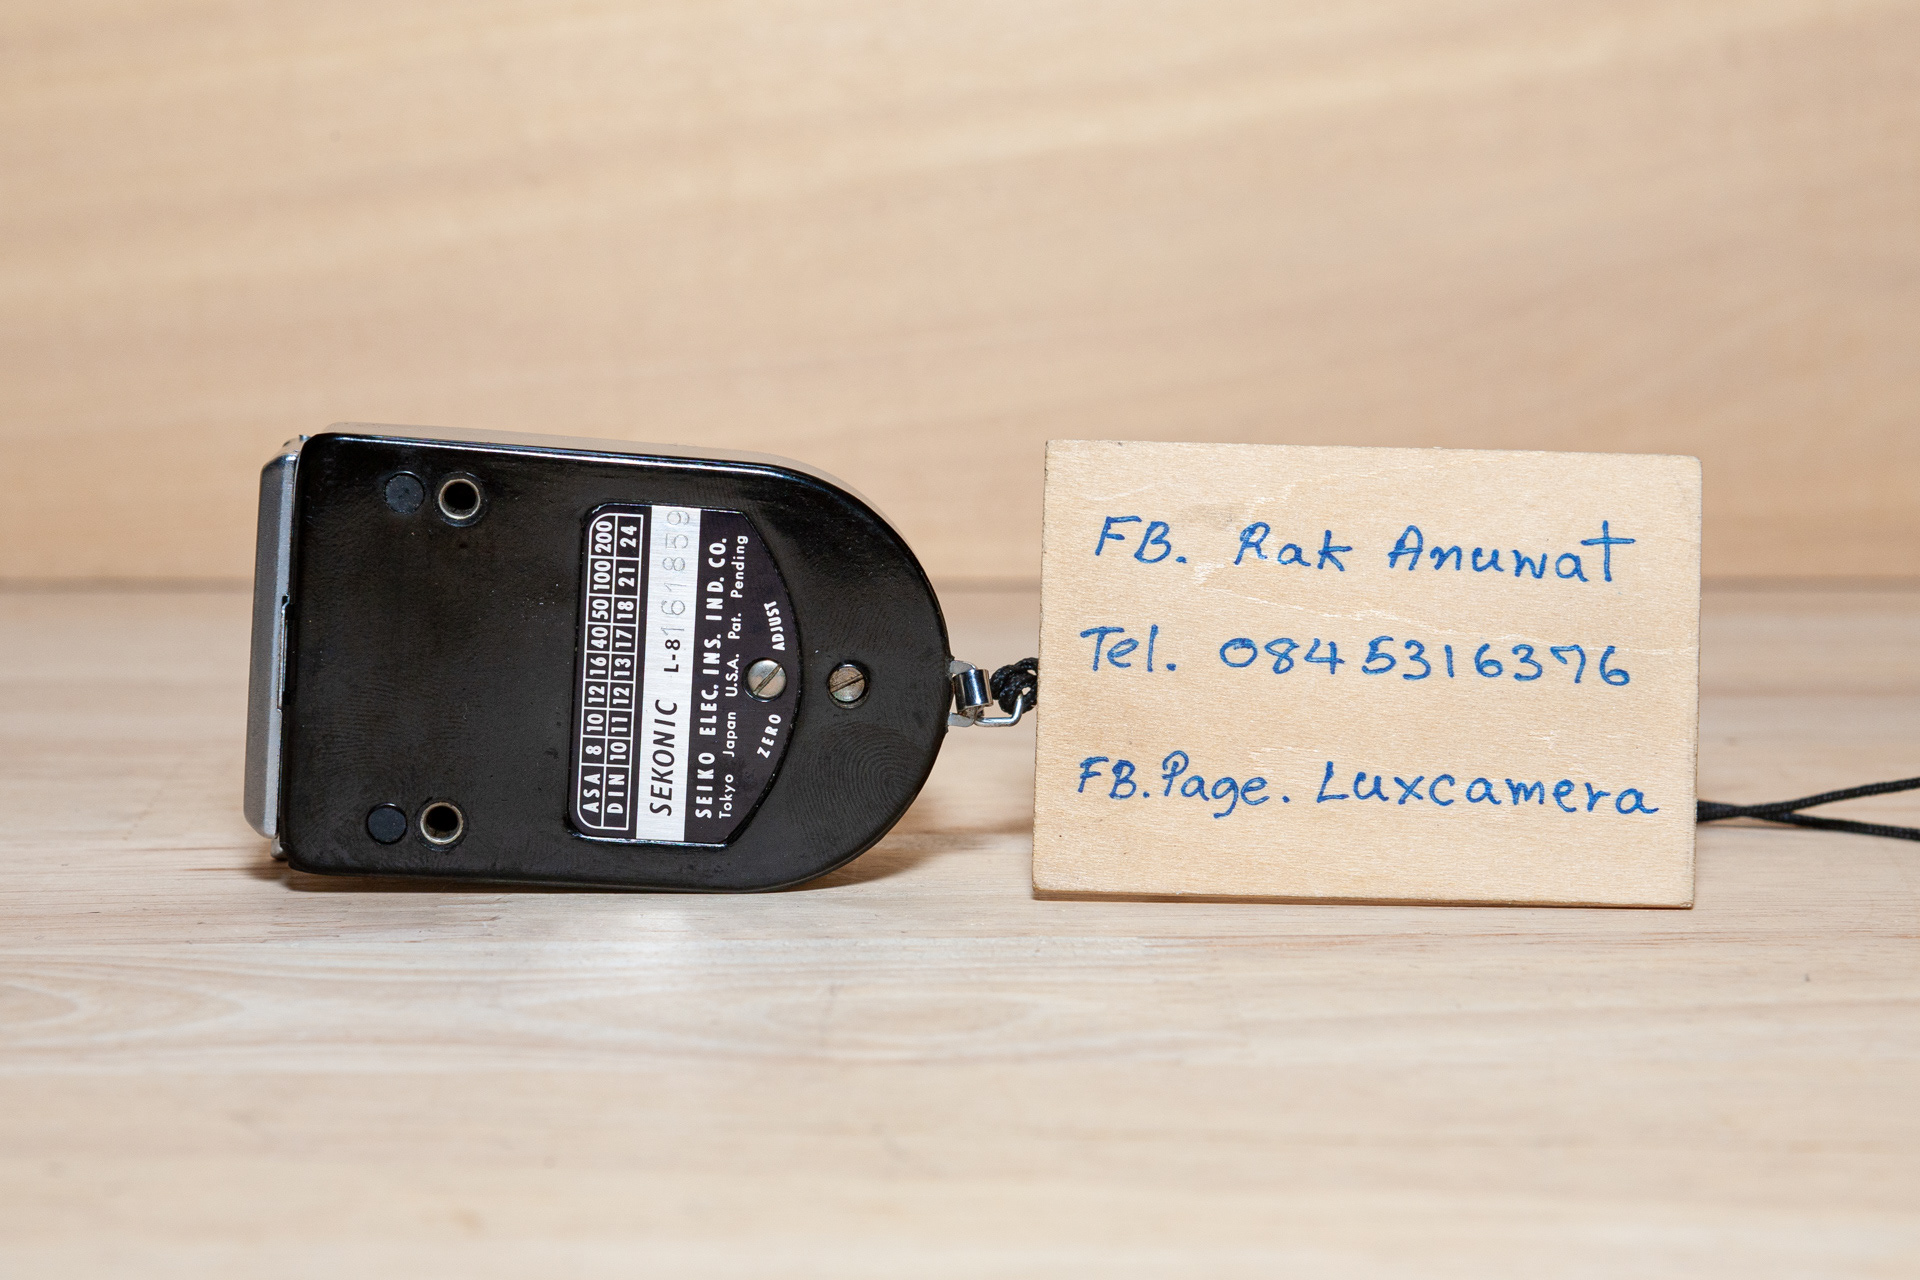 ASA 8 10 12 16 40 50 100 200
DIN 10 11 12 13 17 18 21 24
SEKONIC L-8 161859
SEIKO ELEC. INS. IND. CO.
Tokyo Japan U.S.A. Pat. Pending
ZERO ADJUST
FB. Rak Anuwat
Tel. 0845316376
FB.Page. Luxcamera